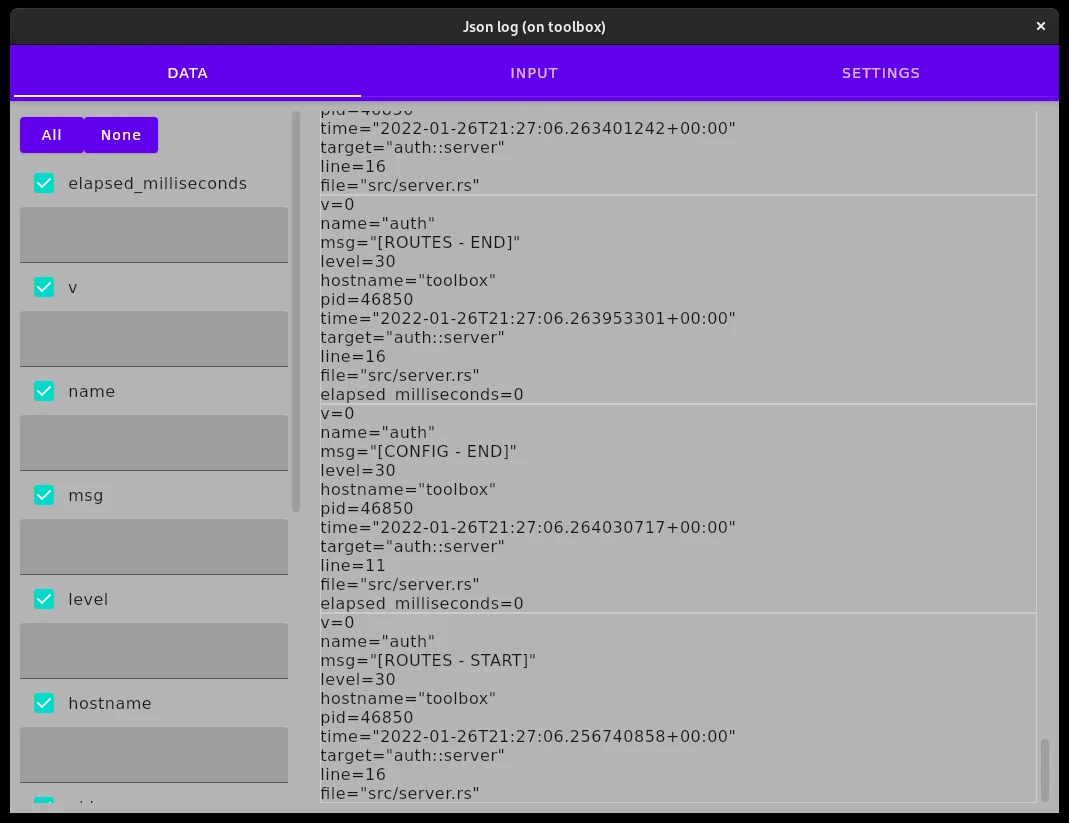 Json log (on toolbox)
DATA INPUT SETTINGS
All None
elapsed_milliseconds
v
name
msg
level
hostname
pid=46850
time="2022-01-26T21:27:06.263401242+00:00"
target="auth::server"
line=16
file="src/server.rs"
v=0
name="auth"
msg="[ROUTES - END]"
level=30
hostname="toolbox"
pid=46850
time="2022-01-26T21:27:06.263953301+00:00"
target="auth::server"
line=16
file="src/server.rs"
elapsed_milliseconds=0
v=0
name="auth"
msg="[CONFIG - END]"
level=30
hostname="toolbox"
pid=46850
time="2022-01-26T21:27:06.264030717+00:00"
target="auth::server"
line=11
file="src/server.rs"
elapsed_milliseconds=0
v=0
name="auth"
msg="[ROUTES - START]"
level=30
hostname="toolbox"
pid=46850
time="2022-01-26T21:27:06.256740858+00:00"
target="auth::server"
line=16
file="src/server.rs"